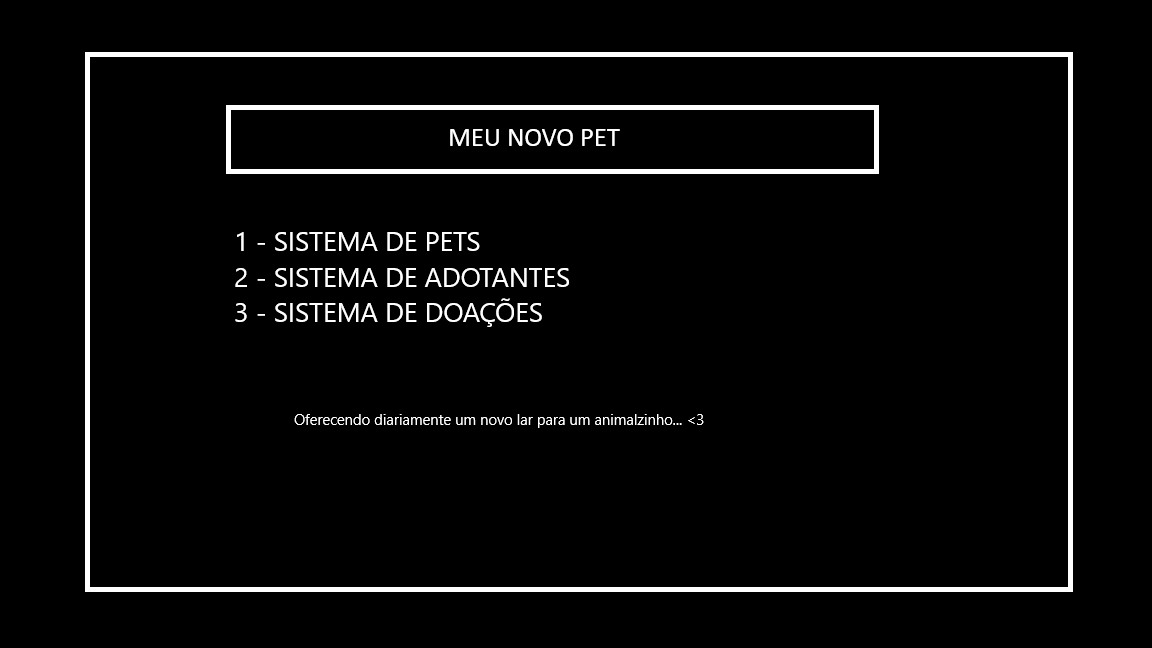 MEU NOVO PET
1 - SISTEMA DE PETS
2 - SISTEMA DE ADOTANTES
3 - SISTEMA DE DOAÇÕES
Oferecendo diariamente um novo lar para um animalzinho... <3